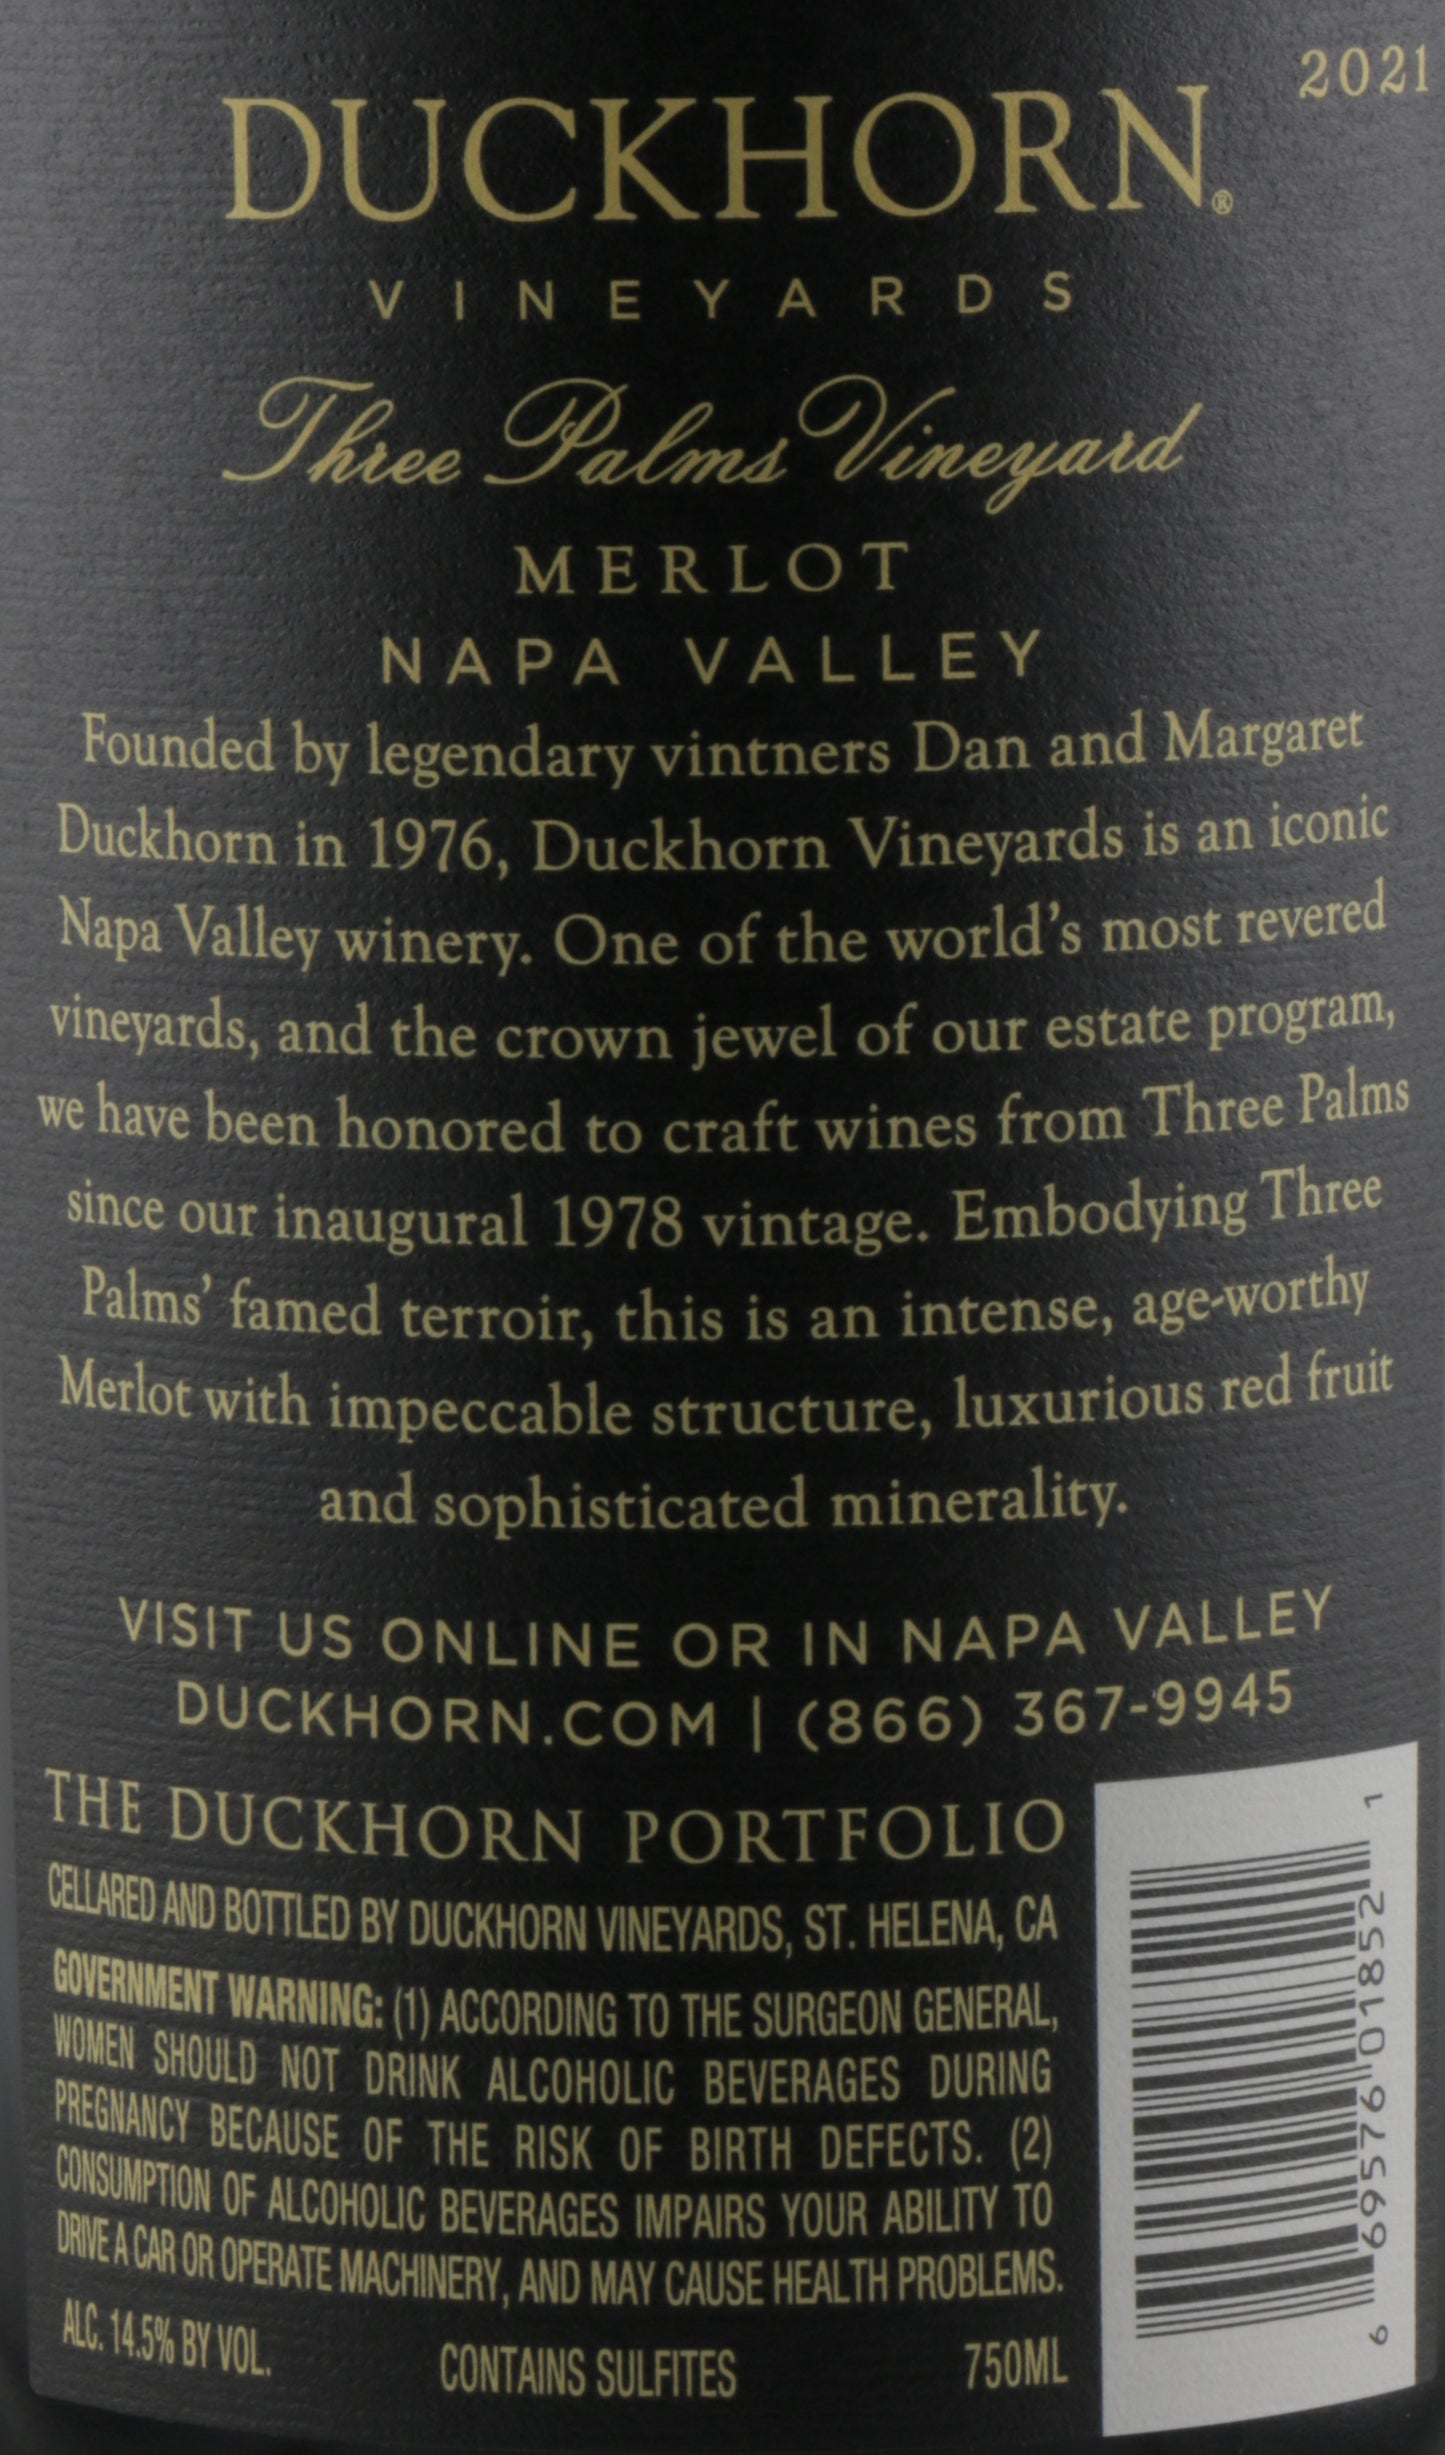 2021
DUCKHORN®
VINEYARDS
Three Palms Vineyard
MERLOT
NAPA VALLEY
Founded by legendary vintners Dan and Margaret
Duckhorn in 1976, Duckhorn Vineyards is an iconic
Napa Valley winery. One of the world's most revered
vineyards, and the crown jewel of our estate program,
we have been honored to craft wines from Three Palms
since our inaugural 1978 vintage. Embodying Three
Palms' famed terroir, this is an intense, age-worthy
Merlot with impeccable structure, luxurious red fruit
and sophisticated minerality.
VISIT US ONLINE OR IN NAPA VALLEY
DUCKHORN.COM | (866) 367-9945
THE DUCKHORN PORTFOLIO
CELLARED AND BOTTLED BY DUCKHORN VINEYARDS, ST. HELENA, CA
GOVERNMENT WARNING: (1) ACCORDING TO THE SURGEON GENERAL,
WOMEN SHOULD NOT DRINK ALCOHOLIC BEVERAGES DURING
PREGNANCY BECAUSE OF THE RISK OF BIRTH DEFECTS. (2)
CONSUMPTION OF ALCOHOLIC BEVERAGES IMPAIRS YOUR ABILITY TO
DRIVE A CAR OR OPERATE MACHINERY, AND MAY CAUSE HEALTH PROBLEMS.
ALC. 14.5% BY VOL. CONTAINS SULFITES 750ML
6 69576 01852 1